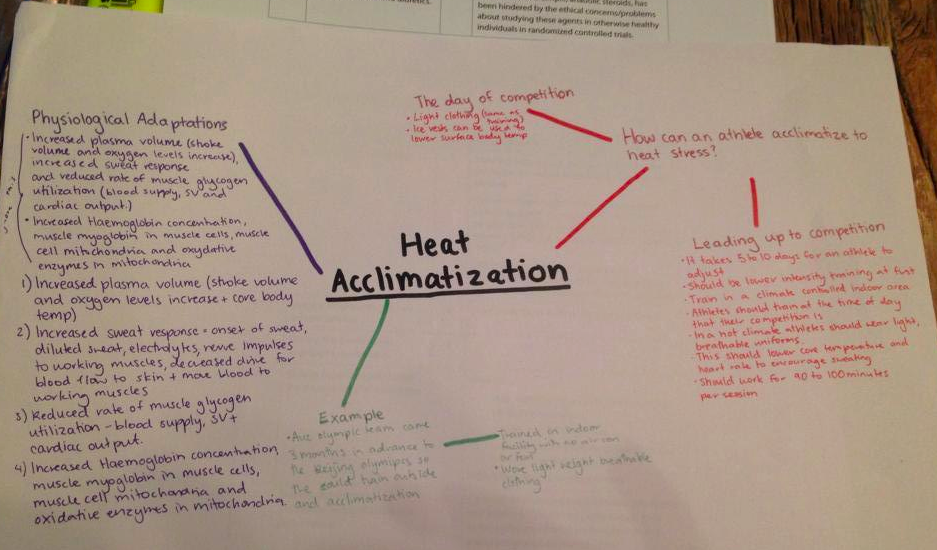 steroids, has
been hindered by the ethical concerns/problems
about studying these agents in otherwise healthy
individuals in randomized controlled trials.
The day of competition
• Light clothing (same as
training)
• Ice vests can be used to
lower surface body temp
How can an athlete acclimatize to
heat stress?
Physiological Adaptations
• Increased plasma volume (stroke
volume and oxygen levels increase),
increased sweat response
and reduced rate of muscle glycogen
utilization (blood supply, SV and
cardiac output.)
• Increased Haemoglobin concentration,
muscle myoglobin in muscle cells, muscle
cell mitochondria and oxydative
enzymes in mitochondria
1) Increased plasma volume (stroke volume
and oxygen levels increase + core body
temp)
2) Increased sweat response = onset of sweat,
diluted sweat, electrolytes, nerve impulses
to working muscles, decreased drive for
blood flow to skin + more blood to
working muscles
3) Reduced rate of muscle glycogen
utilization - blood supply, SV +
cardiac output.
4) Increased Haemoglobin concentration,
muscle myoglobin in muscle cells,
muscle cell mitochondria and
oxidative enzymes in mitochondria.
Heat
Acclimatization
Leading up to competition
• It takes 5 to 10 days for an athlete to
adjust
• Should be lower intensity training at first
• Train in a climate controlled indoor area
• Athletes should train at the time of day
that their competition is
• In a hot climate athletes should wear light,
breathable uniforms.
• This should lower core temperature and
heart rate to encourage sweating
• Should work for 90 to 100 minutes
per session
Example
• Aus olympic team came
3 months in advance to
the Beijing olympics so
the could train outside
and acclimatization
• Trained in indoor
facility with no air con
or fan
• Wore light weight breathable
clothing